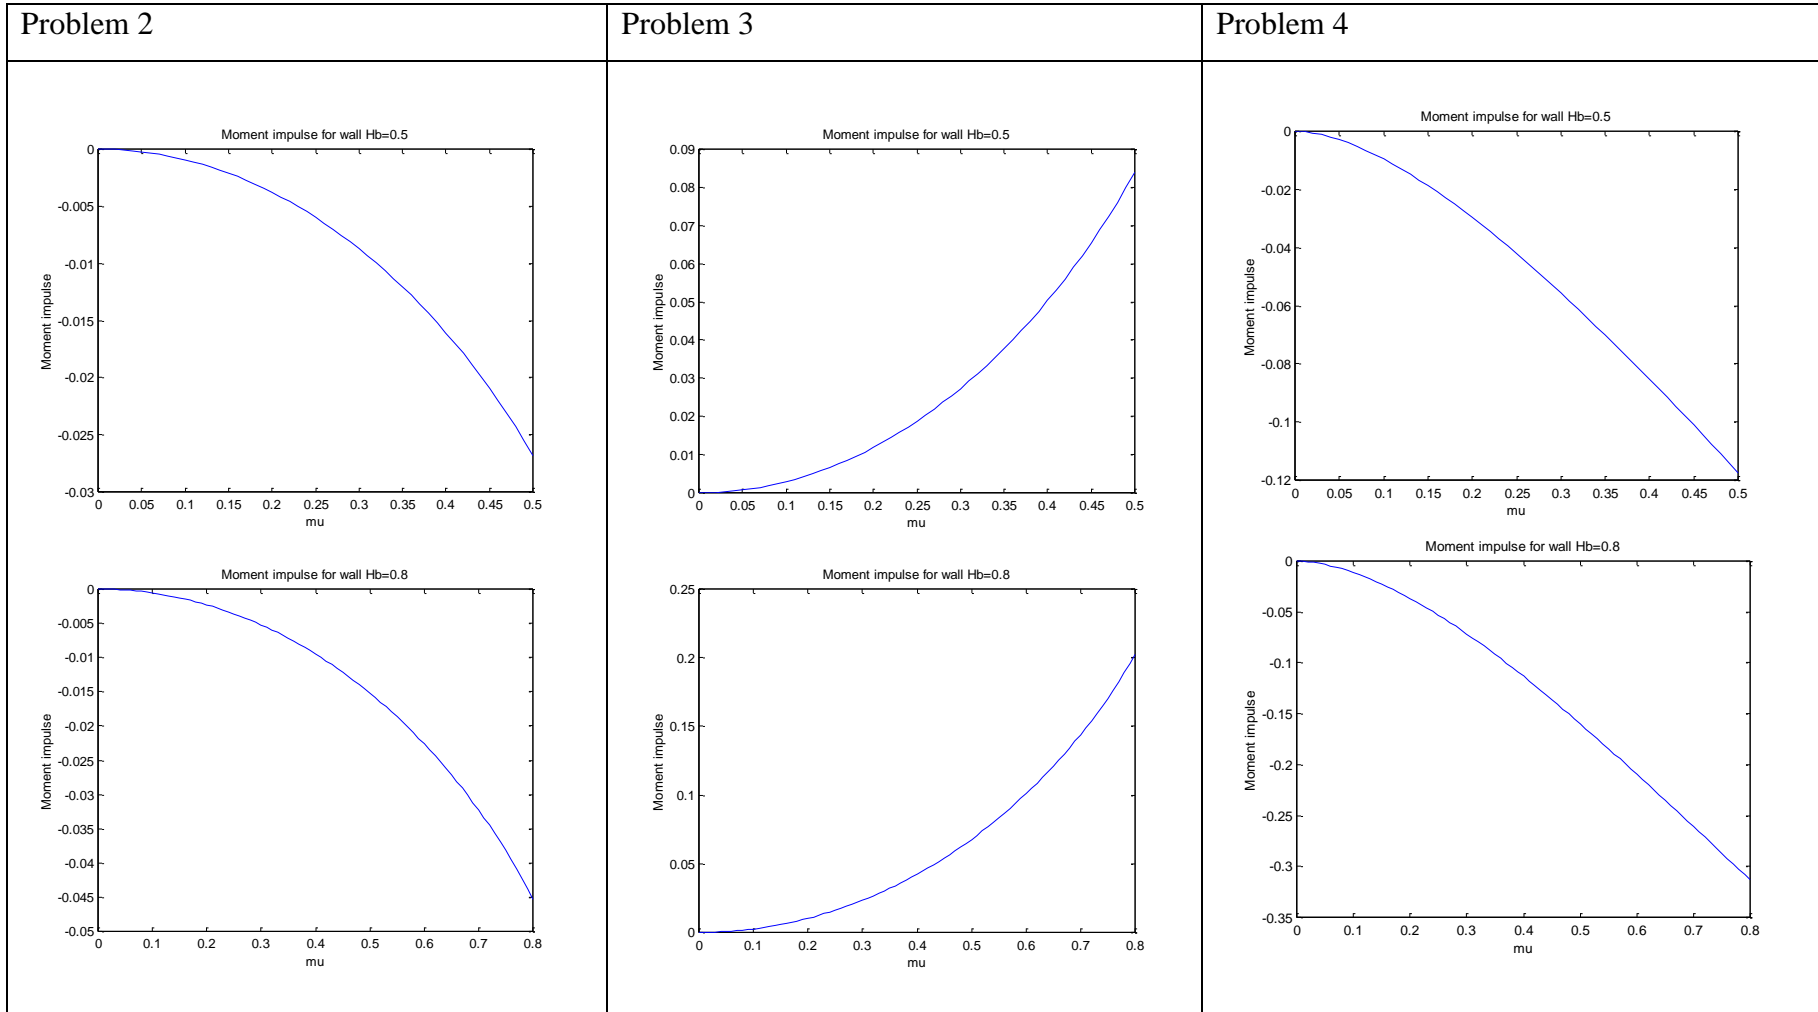 Problem 2
Problem 3
Problem 4
Moment impulse for wall Hb=0.5
Moment impulse
0
-0.005
-0.01
-0.015
-0.02
-0.025
-0.03
0 0.05 0.1 0.15 0.2 0.25 0.3 0.35 0.4 0.45 0.5
mu
Moment impulse for wall Hb=0.8
Moment impulse
0
-0.005
-0.01
-0.015
-0.02
-0.025
-0.03
-0.035
-0.04
-0.045
-0.05
0 0.1 0.2 0.3 0.4 0.5 0.6 0.7 0.8
mu
Moment impulse for wall Hb=0.5
Moment impulse
0.09
0.08
0.07
0.06
0.05
0.04
0.03
0.02
0.01
0
0 0.05 0.1 0.15 0.2 0.25 0.3 0.35 0.4 0.45 0.5
mu
Moment impulse for wall Hb=0.8
Moment impulse
0.25
0.2
0.15
0.1
0.05
0
0 0.1 0.2 0.3 0.4 0.5 0.6 0.7 0.8
mu
Moment impulse for wall Hb=0.5
Moment impulse
0
-0.02
-0.04
-0.06
-0.08
-0.1
-0.12
0 0.05 0.1 0.15 0.2 0.25 0.3 0.35 0.4 0.45 0.5
mu
Moment impulse for wall Hb=0.8
Moment impulse
0
-0.05
-0.1
-0.15
-0.2
-0.25
-0.3
-0.35
0 0.1 0.2 0.3 0.4 0.5 0.6 0.7 0.8
mu